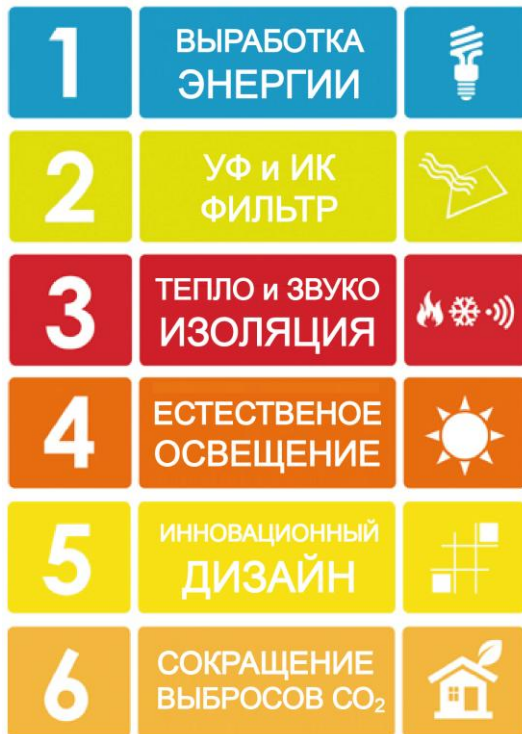 1
ВЫРАБОТКА
ЭНЕРГИИ
2
УФ и ИК
ФИЛЬТР
3
ТЕПЛО и ЗВУКО
ИЗОЛЯЦИЯ
4
ЕСТЕСТВЕНОЕ
ОСВЕЩЕНИЕ
5
ИННОВАЦИОННЫЙ
ДИЗАЙН
6
СОКРАЩЕНИЕ
ВЫБРОСОВ CO₂